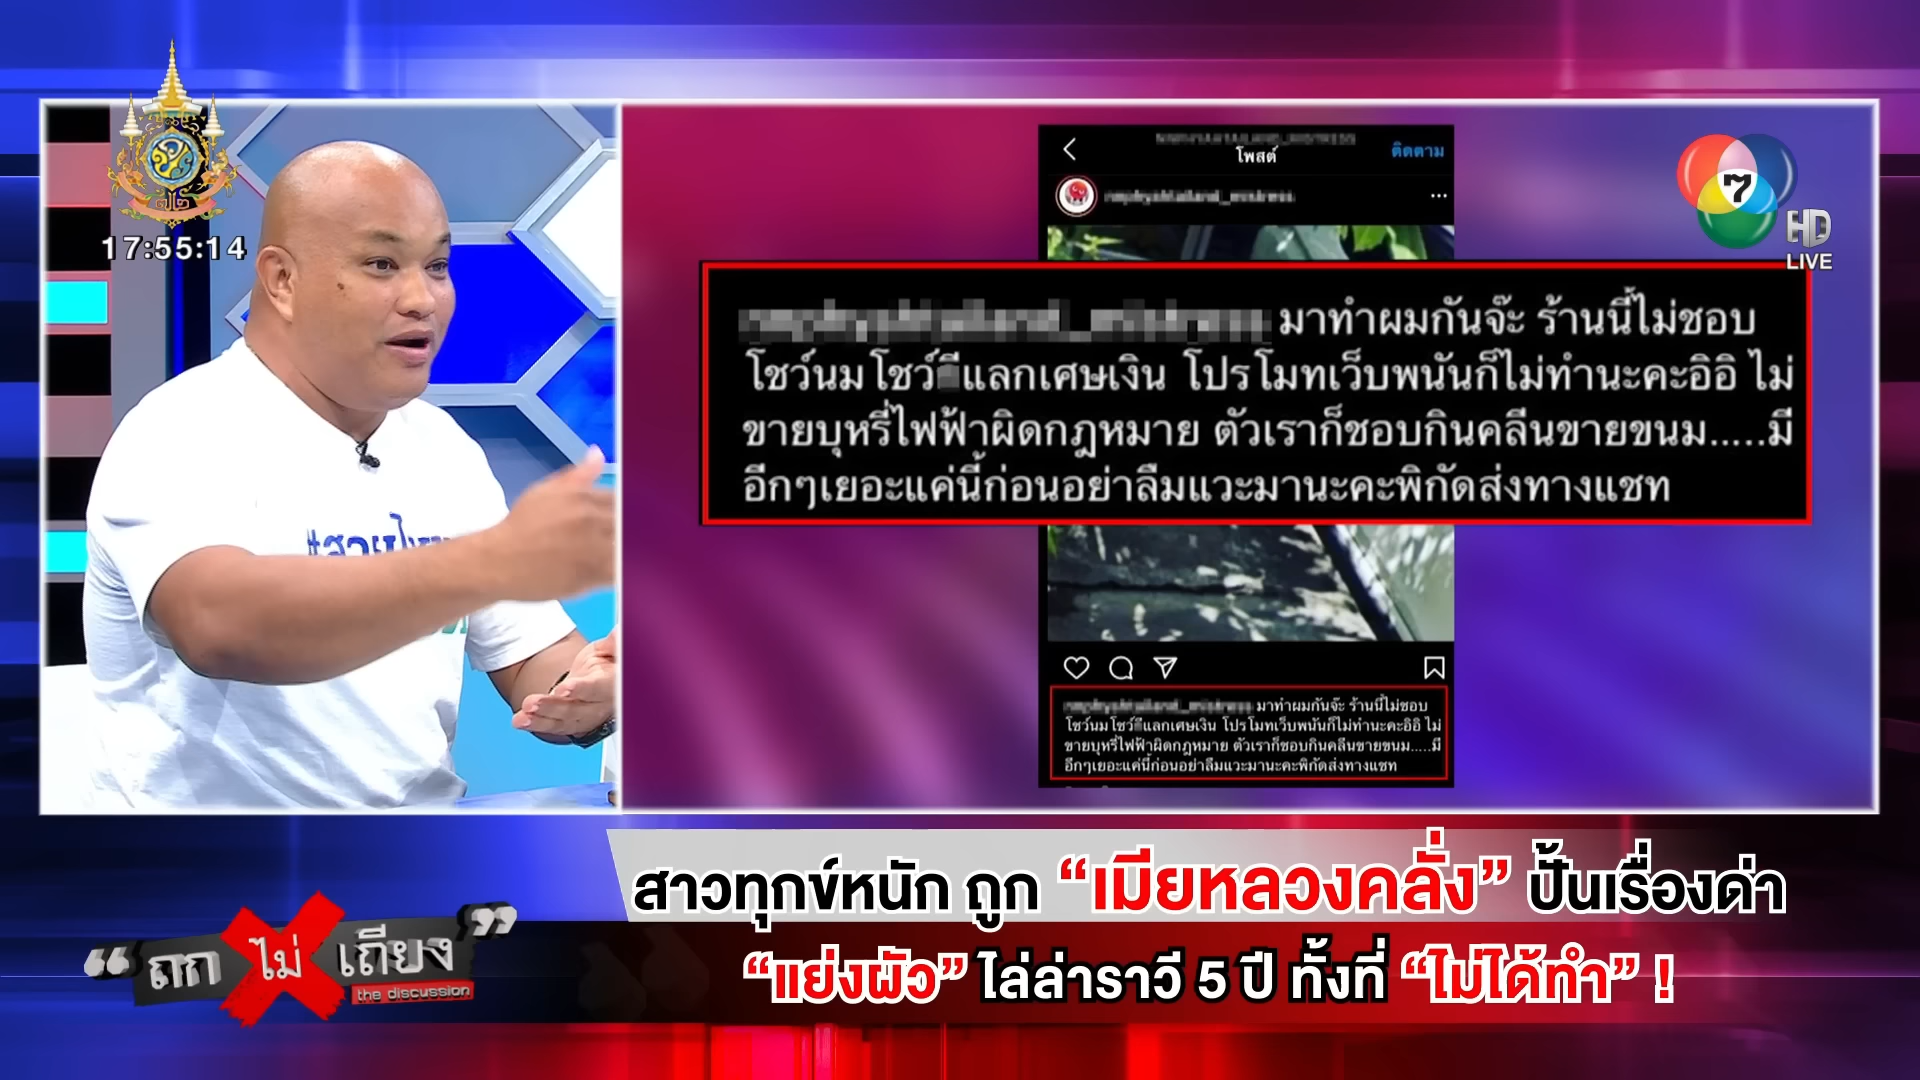 17:55:14
โพสต์
ติดตาม
7
HD
LIVE
มาทำผมกันจ๊ะ ร้านนี้ไม่ชอบ
โชว์นมโชว์ แลกเศษเงิน โปรโมทเว็บพนันก็ไม่ทำนะคะอิอิ ไม่
ขายบุหรี่ไฟฟ้าผิดกฎหมาย ตัวเราก็ชอบกินคลีนขายขนม.....มี
อีกๆเยอะแค่นี้ก่อนอย่าลืมแวะมานะคะพิกัดส่งทางแชท
มาทำผมกันจ๊ะ ร้านนี้ไม่ชอบ
โชว์นมโชว์ แลกเศษเงิน โปรโมทเว็บพนันก็ไม่ทำนะคะอิอิ ไม่
ขายบุหรี่ไฟฟ้าผิดกฎหมาย ตัวเราก็ชอบกินคลีนขายขนม.....มี
อีกๆเยอะแค่นี้ก่อนอย่าลืมแวะมานะคะพิกัดส่งทางแชท
สาวทุกข์หนัก ถูก “เมียหลวงคลั่ง” ปั้นเรื่องด่า
“แย่งผัว” ไล่ล่าราวี 5 ปี ทั้งที่ “ไม่ได้ทำ” !
“ถกไม่เถียง”
the discussion